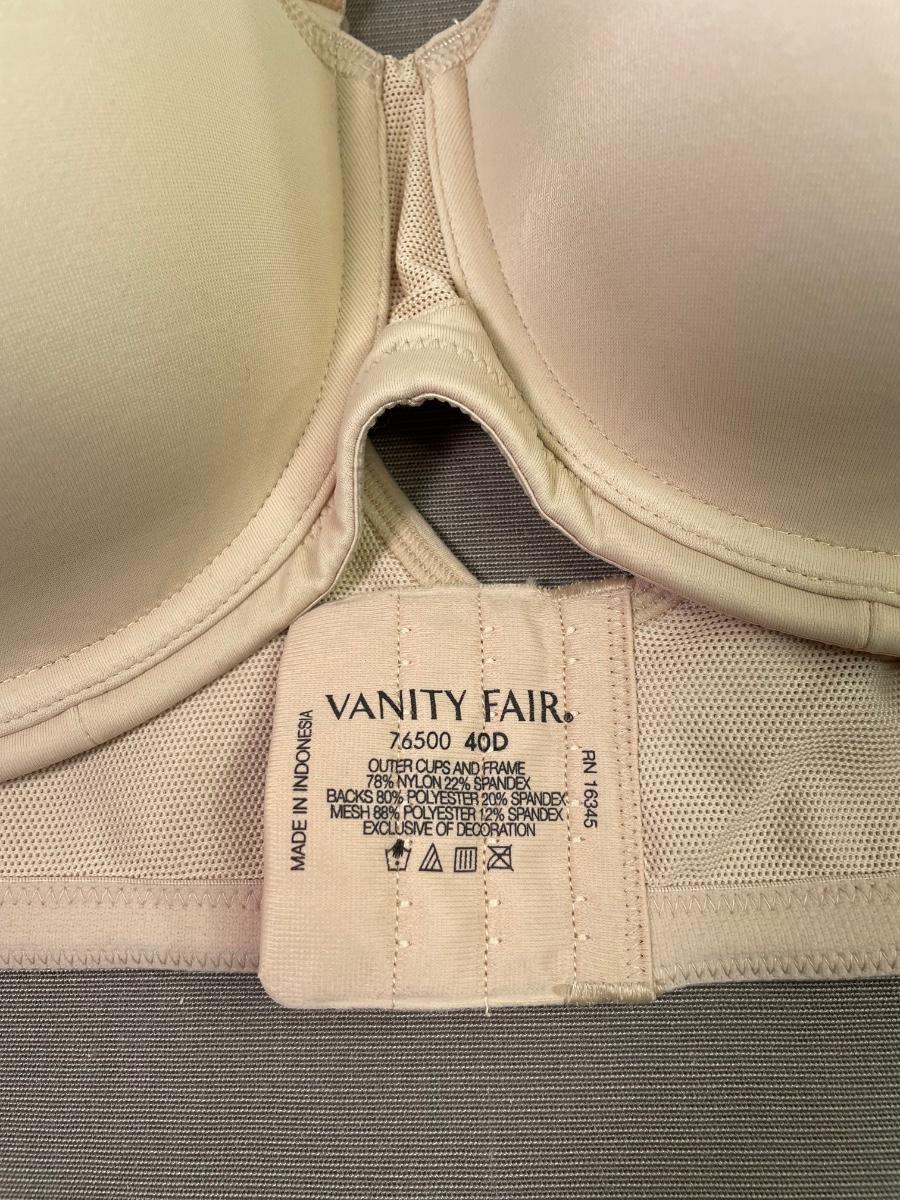 VANITY FAIR®
76500 40D
OUTER CUPS AND FRAME
78% NYLON 22% SPANDEX
BACKS 80% POLYESTER 20% SPANDEX
MESH 88% POLYESTER 12% SPANDEX
EXCLUSIVE OF DECORATION
MADE IN INDONESIA
RN 16345